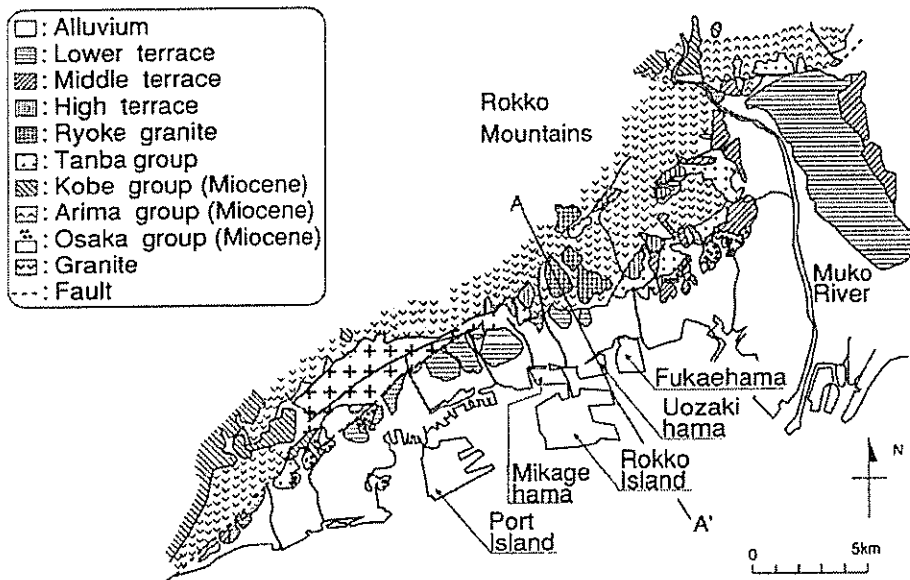 : Alluvium
: Lower terrace
: Middle terrace
: High terrace
: Ryoke granite
: Tanba group
: Kobe group (Miocene)
: Arima group (Miocene)
: Osaka group (Miocene)
: Granite
: Fault
Rokko
Mountains
A
Muko
River
Fukaehama
Uozaki
hama
Rokko
Island
Mikage
hama
Port
Island
A'
N
0 5km